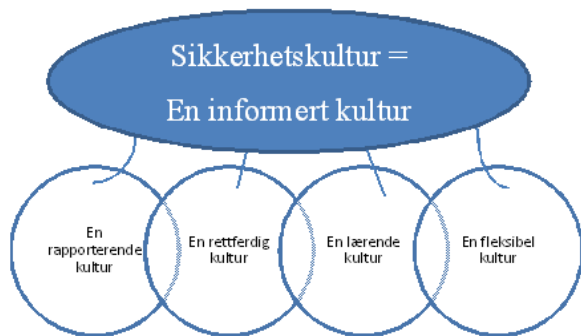 Sikkerhetskultur =
En informert kultur
En
rapporterende
kultur
En rettferdig
kultur
En lærende
kultur
En fleksibel
kultur